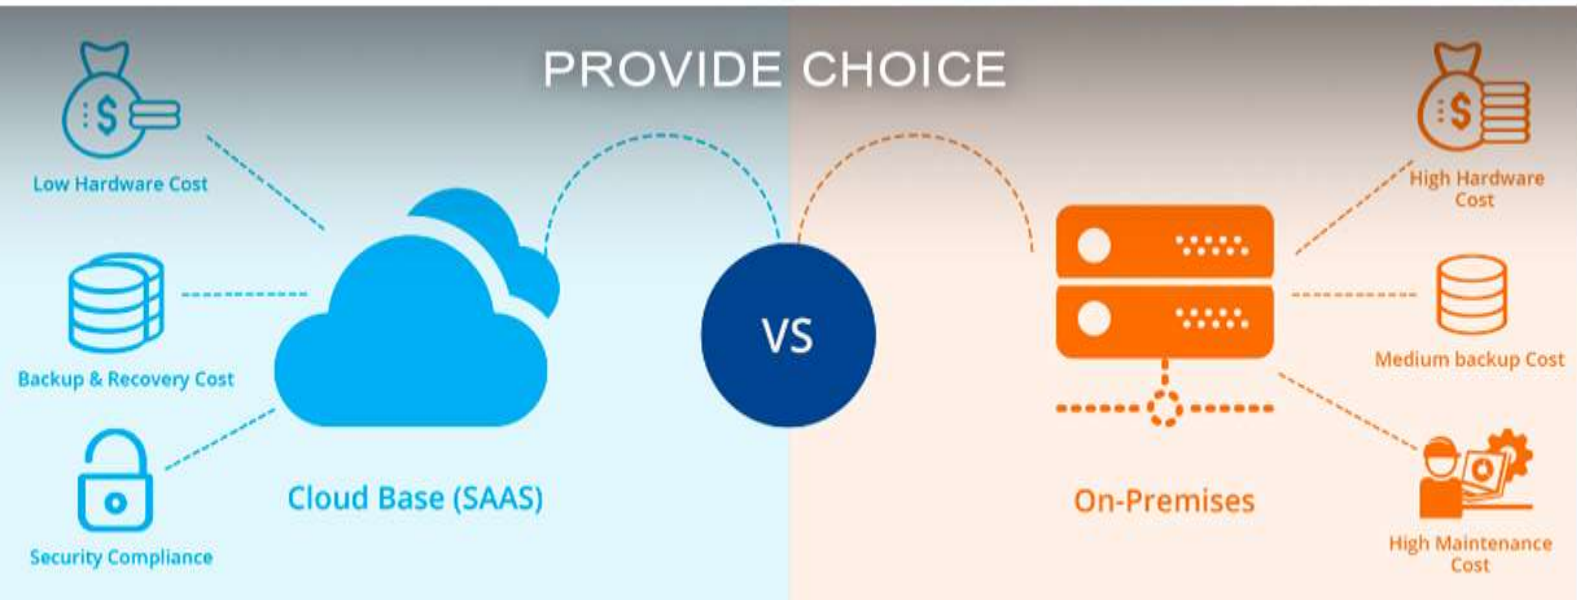 PROVIDE CHOICE
Low Hardware Cost
Backup & Recovery Cost
Security Compliance
Cloud Base (SAAS)
VS
On-Premises
High Hardware
Cost
Medium backup Cost
High Maintenance
Cost